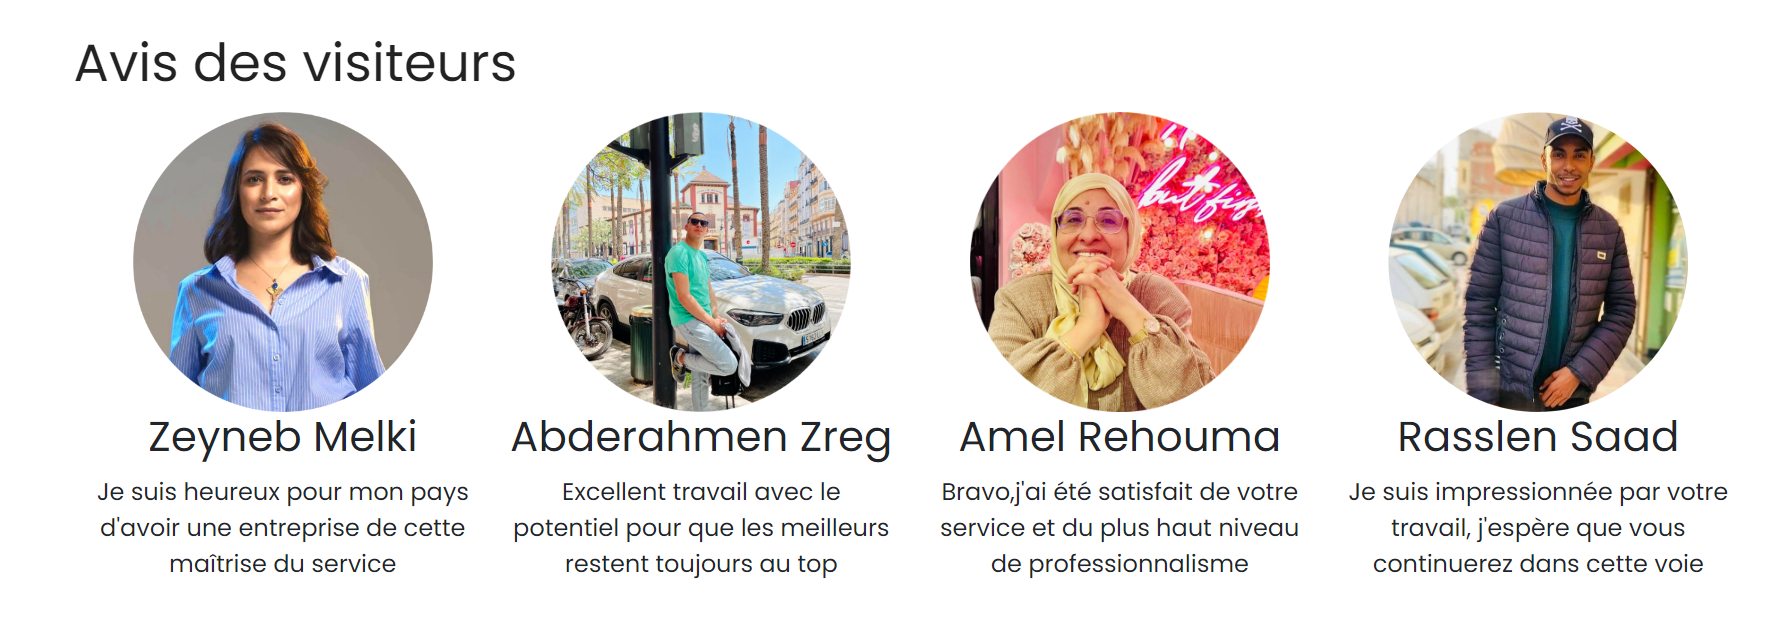 Avis des visiteurs
but first
Zeyneb Melki
Je suis heureux pour mon pays
d'avoir une entreprise de cette
maîtrise du service
Abderahmen Zreg
Excellent travail avec le
potentiel pour que les meilleurs
restent toujours au top
Amel Rehouma
Bravo,j'ai été satisfait de votre
service et du plus haut niveau
de professionnalisme
Rasslen Saad
Je suis impressionnée par votre
travail, j'espère que vous
continuerez dans cette voie